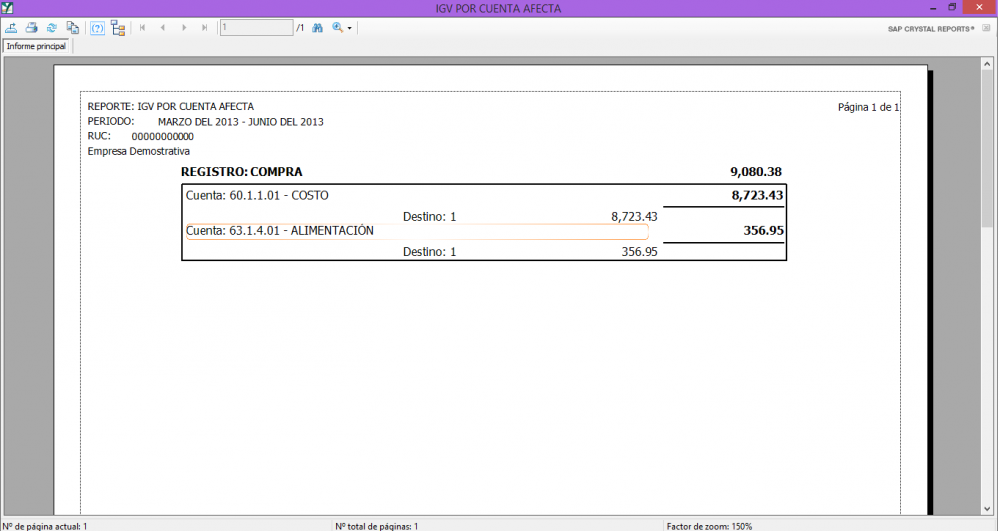 IGV POR CUENTA AFECTA
1 /1
SAP CRYSTAL REPORTS®
Informe principal
REPORTE: IGV POR CUENTA AFECTA
Página 1 de 1
PERIODO: MARZO DEL 2013 - JUNIO DEL 2013
RUC: 00000000000
Empresa Demostrativa
REGISTRO: COMPRA 9,080.38
Cuenta: 60.1.1.01 - COSTO 8,723.43
Destino: 1 8,723.43
Cuenta: 63.1.4.01 - ALIMENTACIÓN 356.95
Destino: 1 356.95
Nº de página actual: 1 Nº total de páginas: 1 Factor de zoom: 150%